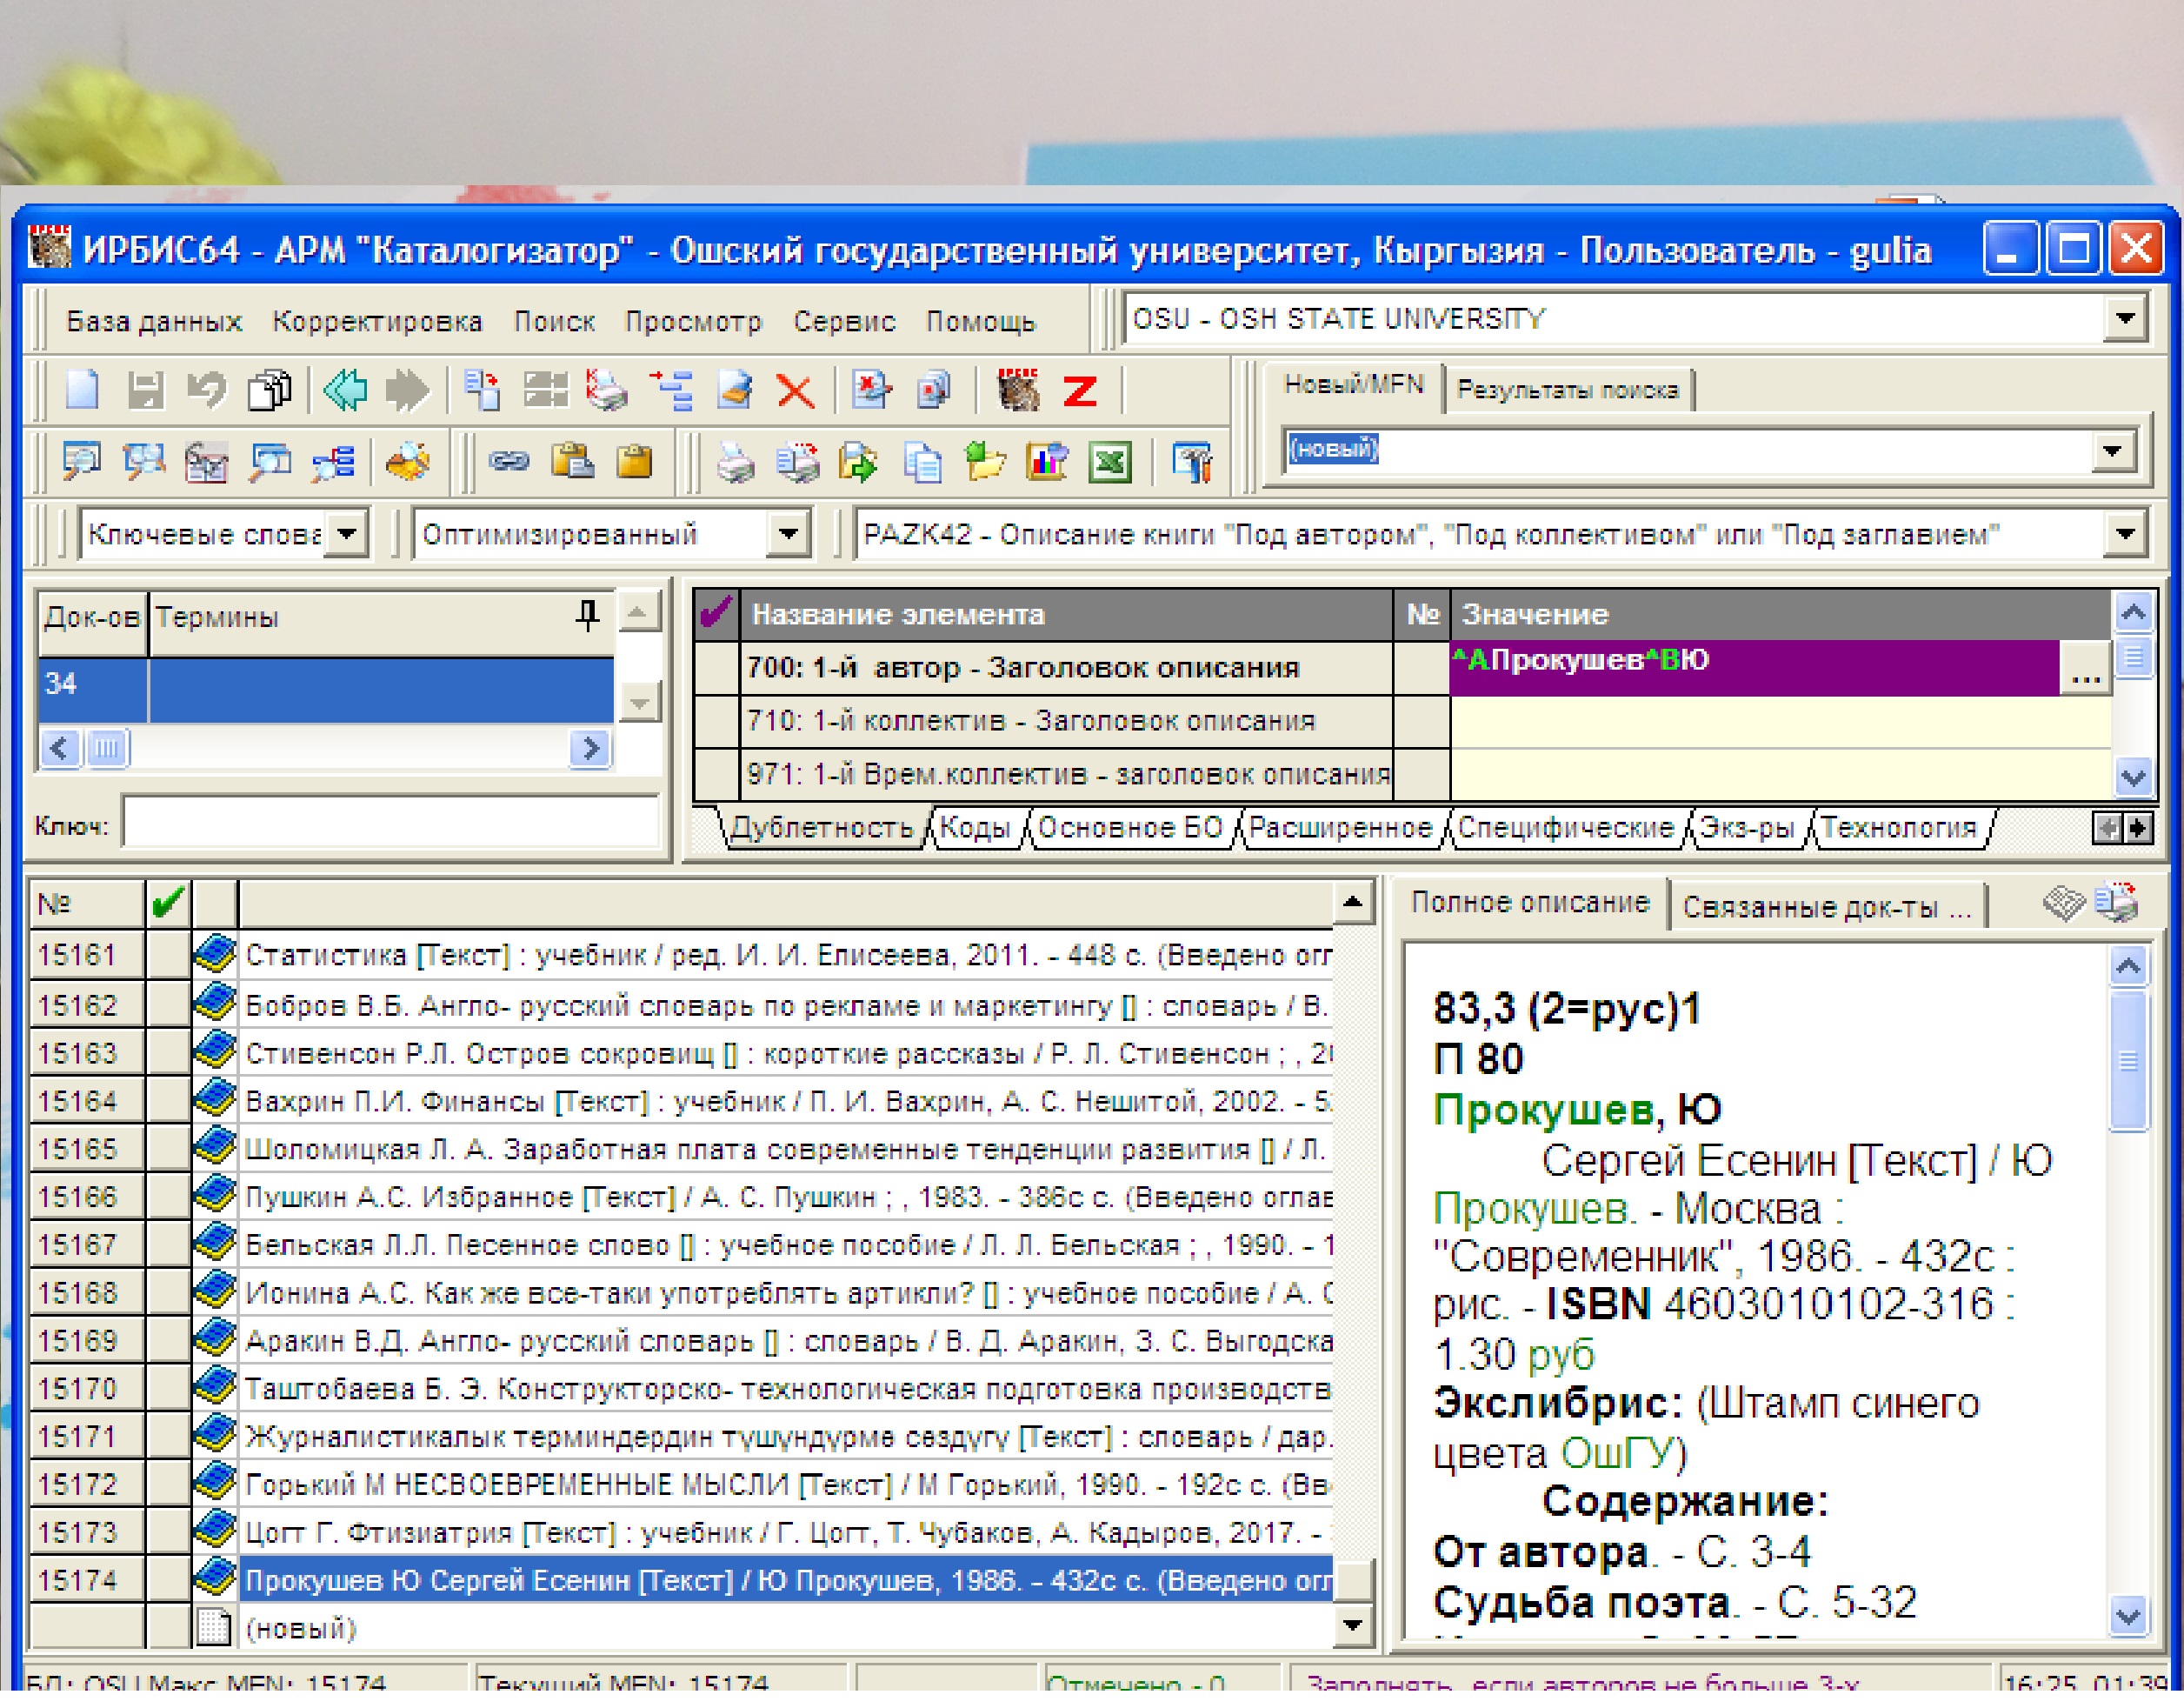 ИРБИС64 - АРМ "Каталогизатор" - Ошский государственный университет, Кыргызия - Пользователь - gulia
База данных Корректировка Поиск Просмотр Сервис Помощь
OSU - OSH STATE UNIVERSITY
Новый/MFN Результаты поиска
(новый)
Ключевые слова Оптимизированный PAZK42 - Описание книги "Под автором", "Под коллективом" или "Под заглавием"
Док-ов Термины
34
Ключ:
Название элемента № Значение
700: 1-й автор - Заголовок описания ^AПрокушев^BЮ ...
710: 1-й коллектив - Заголовок описания
971: 1-й Врем.коллектив - заголовок описания
Дублетность Коды Основное БО Расширенное Специфические Экз-ры Технология
№
15161 Статистика [Текст] : учебник / ред. И. И. Елисеева, 2011. - 448 с. (Введено огл
15162 Бобров В.Б. Англо- русский словарь по рекламе и маркетингу [] : словарь / В.
15163 Стивенсон Р.Л. Остров сокровищ [] : короткие рассказы / Р. Л. Стивенсон ; ,
15164 Вахрин П.И. Финансы [Текст] : учебник / П. И. Вахрин, А. С. Нешитой, 2002. -
15165 Шоломицкая Л. А. Заработная плата современные тенденции развития [] / Л.
15166 Пушкин А.С. Избранное [Текст] / А. С. Пушкин ; , 1983. - 386с с. (Введено оглав
15167 Бельская Л.Л. Песенное слово [] : учебное пособие / Л. Л. Бельская ; , 1990. - 1
15168 Ионина А.С. Как же все-таки употреблять артикли? [] : учебное пособие / А. С
15169 Аракин В.Д. Англо- русский словарь [] : словарь / В. Д. Аракин, З. С. Выгодска
15170 Таштобаева Б. Э. Конструкторско- технологическая подготовка производств
15171 Журналистикалык терминдердин түшүндүрмө сөздүгү [Текст] : словарь / дар.
15172 Горький М НЕСВОЕВРЕМЕННЫЕ МЫСЛИ [Текст] / М Горький, 1990. - 192с с. (Вв
15173 Цогт Г. Фтизиатрия [Текст] : учебник / Г. Цогт, Т. Чубаков, А. Кадыров, 2017. -
15174 Прокушев Ю Сергей Есенин [Текст] / Ю Прокушев, 1986. - 432с с. (Введено огл
(новый)
Полное описание Связанные док-ты ...
83,3 (2=рус)1
П 80
Прокушев, Ю
Сергей Есенин [Текст] / Ю
Прокушев. - Москва :
"Современник", 1986. - 432с :
рис. - ISBN 4603010102-316 :
1.30 руб
Экслибрис: (Штамп синего
цвета ОшГУ)
Содержание:
От автора. - С. 3-4
Судьба поэта. - С. 5-32
БД: OSU Макс MFN: 15174 Текущий MFN: 15174 Отмечено - 0 Заполнять, если авторов не больше 3-х 16:25, 01:39